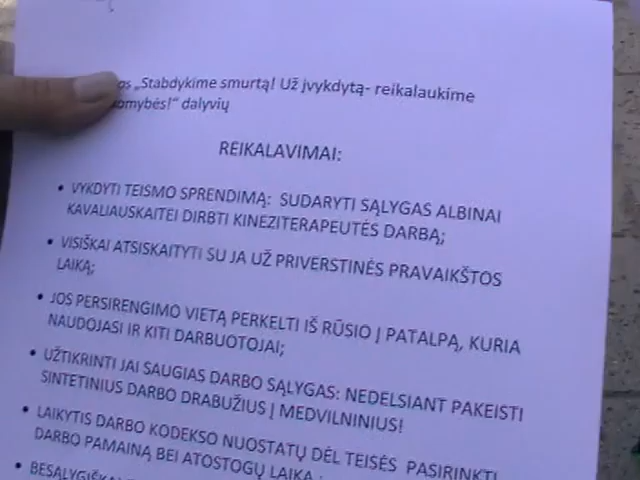 „Stabdykime smurtą! Už įvykdytą- reikalaukime
dalyvių
REIKALAVIMAI:
• VYKDYTI TEISMO SPRENDIMĄ: SUDARYTI SĄLYGAS ALBINAI
KAVALIAUSKAITEI DIRBTI KINEZITERAPEUTĖS DARBĄ;
• VISIŠKAI ATSISKAITYTI SU JA UŽ PRIVERSTINĖS PRAVAIKŠTOS
LAIKĄ;
• JOS PERSIRENGIMO VIETĄ PERKELTI IŠ RŪSIO Į PATALPĄ, KURIA
NAUDOJASI IR KITI DARBUOTOJAI;
• UŽTIKRINTI JAI SAUGIAS DARBO SĄLYGAS: NEDELSIANT PAKEISTI
SINTETINIUS DARBO DRABUŽIUS Į MEDVILNINIUS!
• LAIKYTIS DARBO KODEKSO NUOSTATŲ DĖL TEISĖS PASIRINKTI
DARBO PAMAINĄ BEI ATOSTOGŲ LAIKĄ